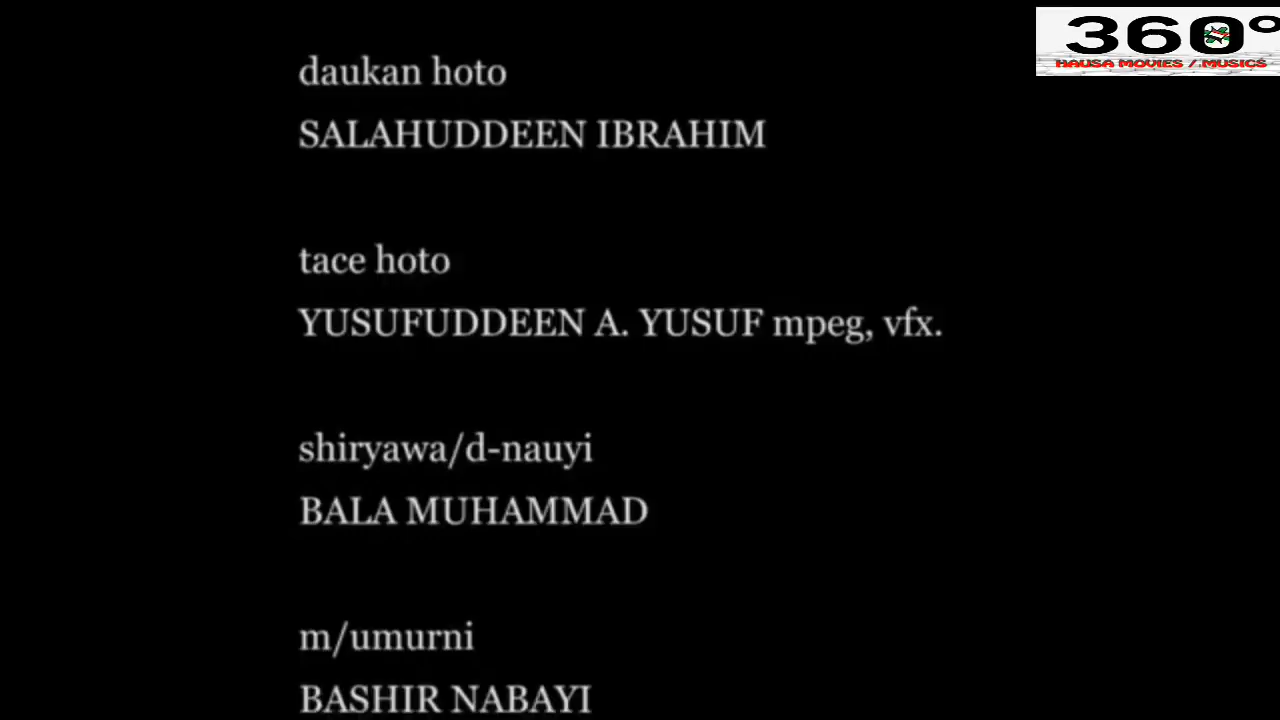 360°
HAUSA MOVIES / MUSICS
daukan hoto
SALAHUDDEEN IBRAHIM
tace hoto
YUSUFUDDEEN A. YUSUF mpeg, vfx.
shiryawa/d-nauyi
BALA MUHAMMAD
m/umurni
BASHIR NABAYI